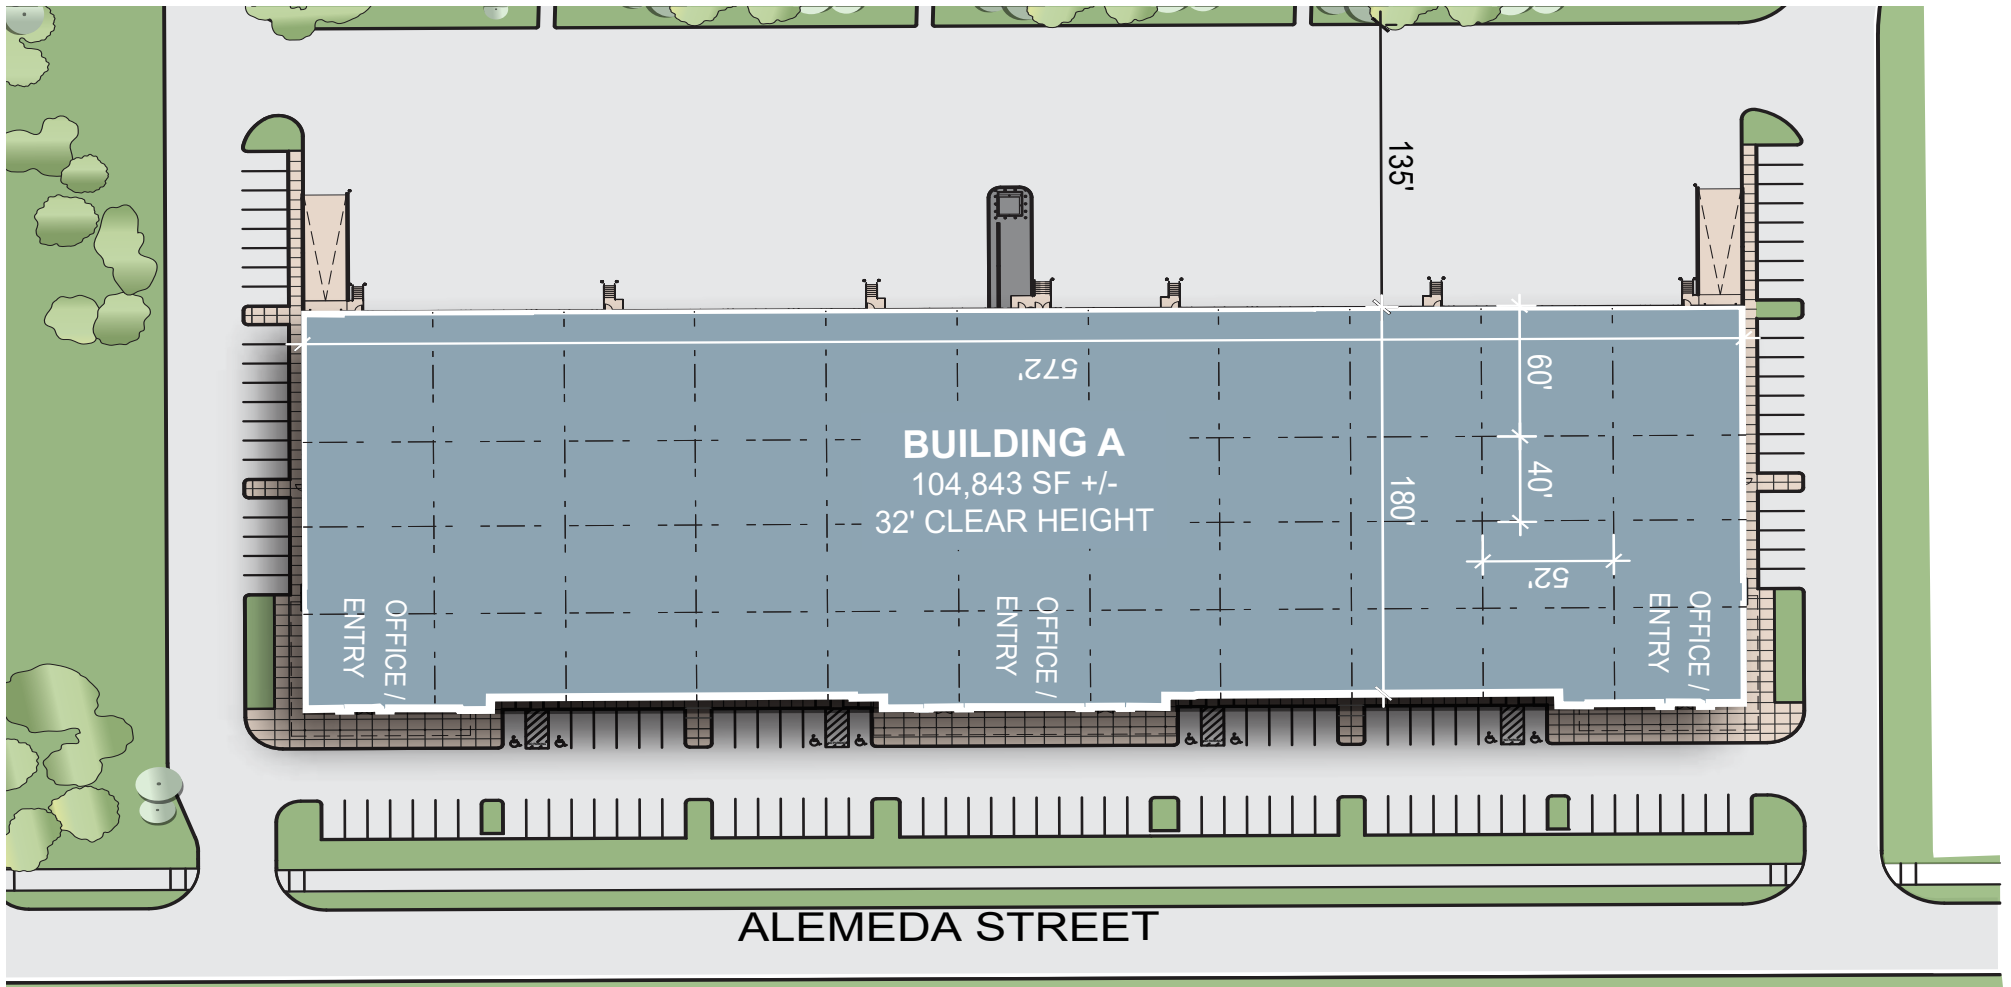 135'
572'
60'
BUILDING A
104,843 SF +/-
32' CLEAR HEIGHT
40'
180'
52'
OFFICE /
ENTRY
OFFICE /
ENTRY
OFFICE /
ENTRY
ALEMEDA STREET